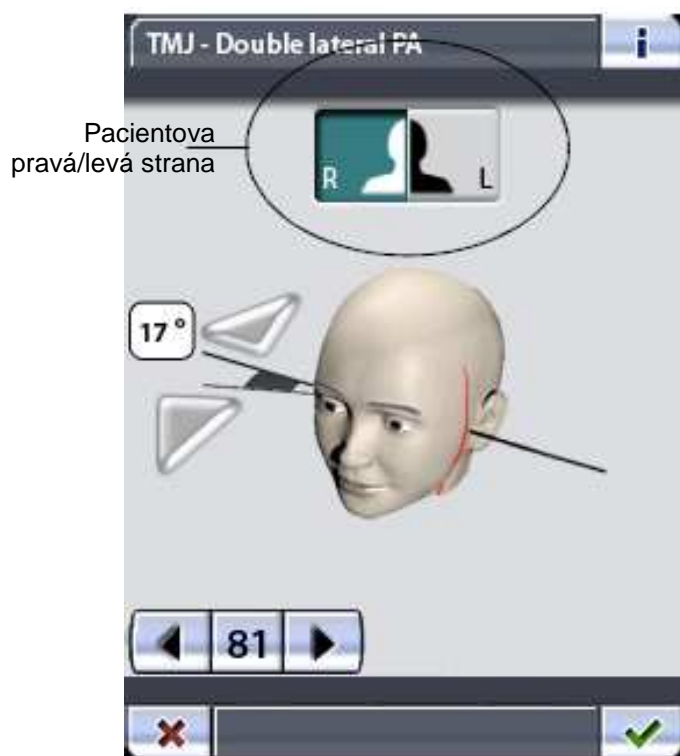 TMJ - Double lateral PA
i
Pacientova
pravá/levá strana
R
L
17 °
81